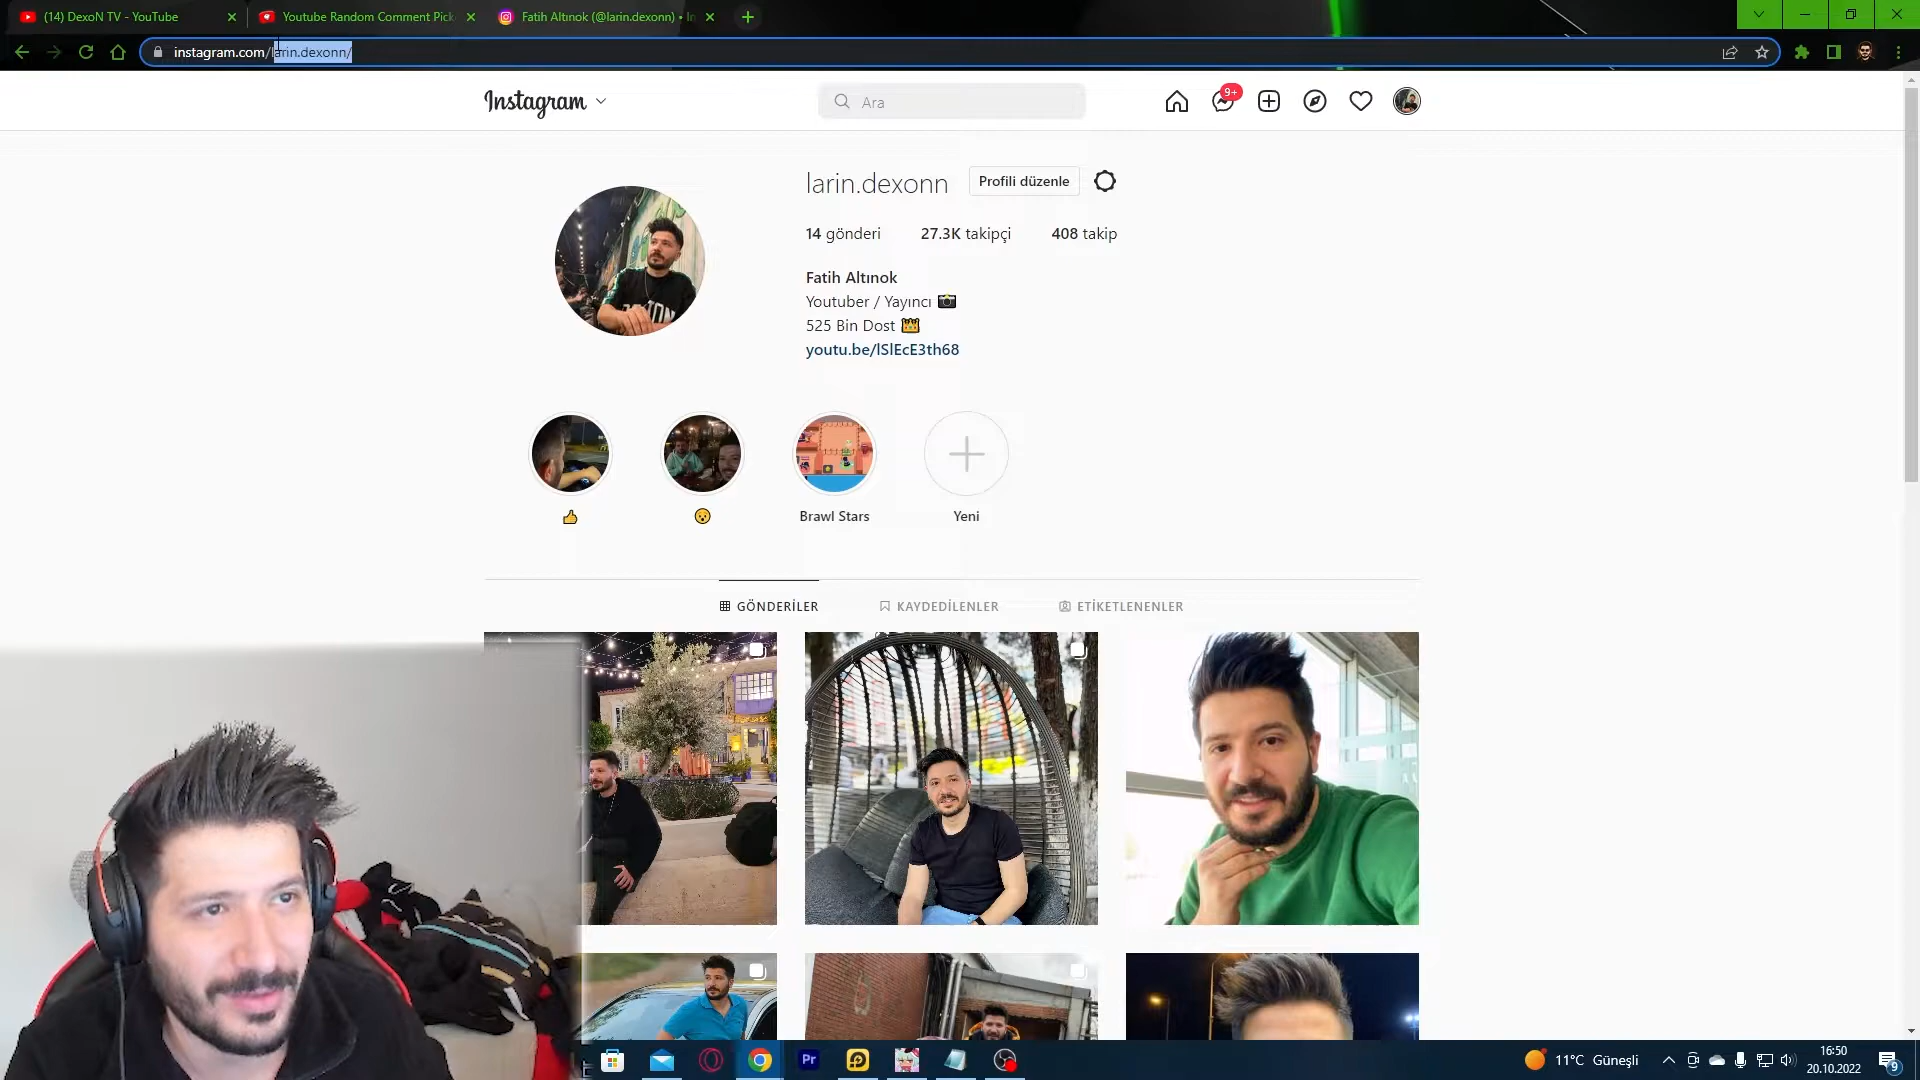 (14) DexoN TV - YouTube
Youtube Random Comment Pick
Fatih Altınok (@larin.dexonn) • In
instagram.com/larin.dexonn/
Instagram
Ara
9+
larin.dexonn
Profili düzenle
14 gönderi
27.3K takipçi
408 takip
Fatih Altınok
Youtuber / Yayıncı 📷
525 Bin Dost 👑
youtu.be/lSlEcE3th68
👍
😮
Brawl Stars
Yeni
GÖNDERİLER
KAYDEDİLENLER
ETİKETLENENLER
Pr
11°C Güneşli
16:50
20.10.2022
9